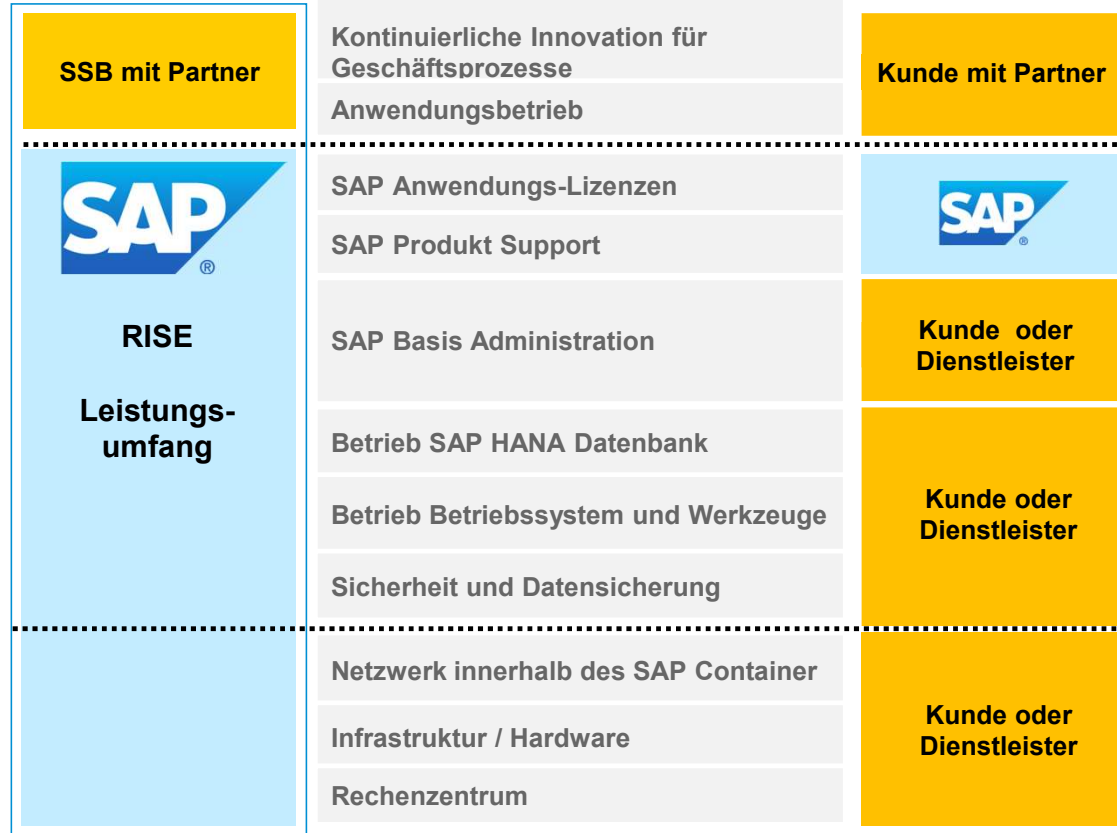 SSB mit Partner
Kontinuierliche Innovation für
Geschäftsprozesse
Anwendungsbetrieb
Kunde mit Partner
SAP
®
RISE
Leistungs-
umfang
SAP Anwendungs-Lizenzen
SAP Produkt Support
SAP
®
SAP Basis Administration
Kunde oder
Dienstleister
Betrieb SAP HANA Datenbank
Betrieb Betriebssystem und Werkzeuge
Sicherheit und Datensicherung
Kunde oder
Dienstleister
Netzwerk innerhalb des SAP Container
Infrastruktur / Hardware
Rechenzentrum
Kunde oder
Dienstleister